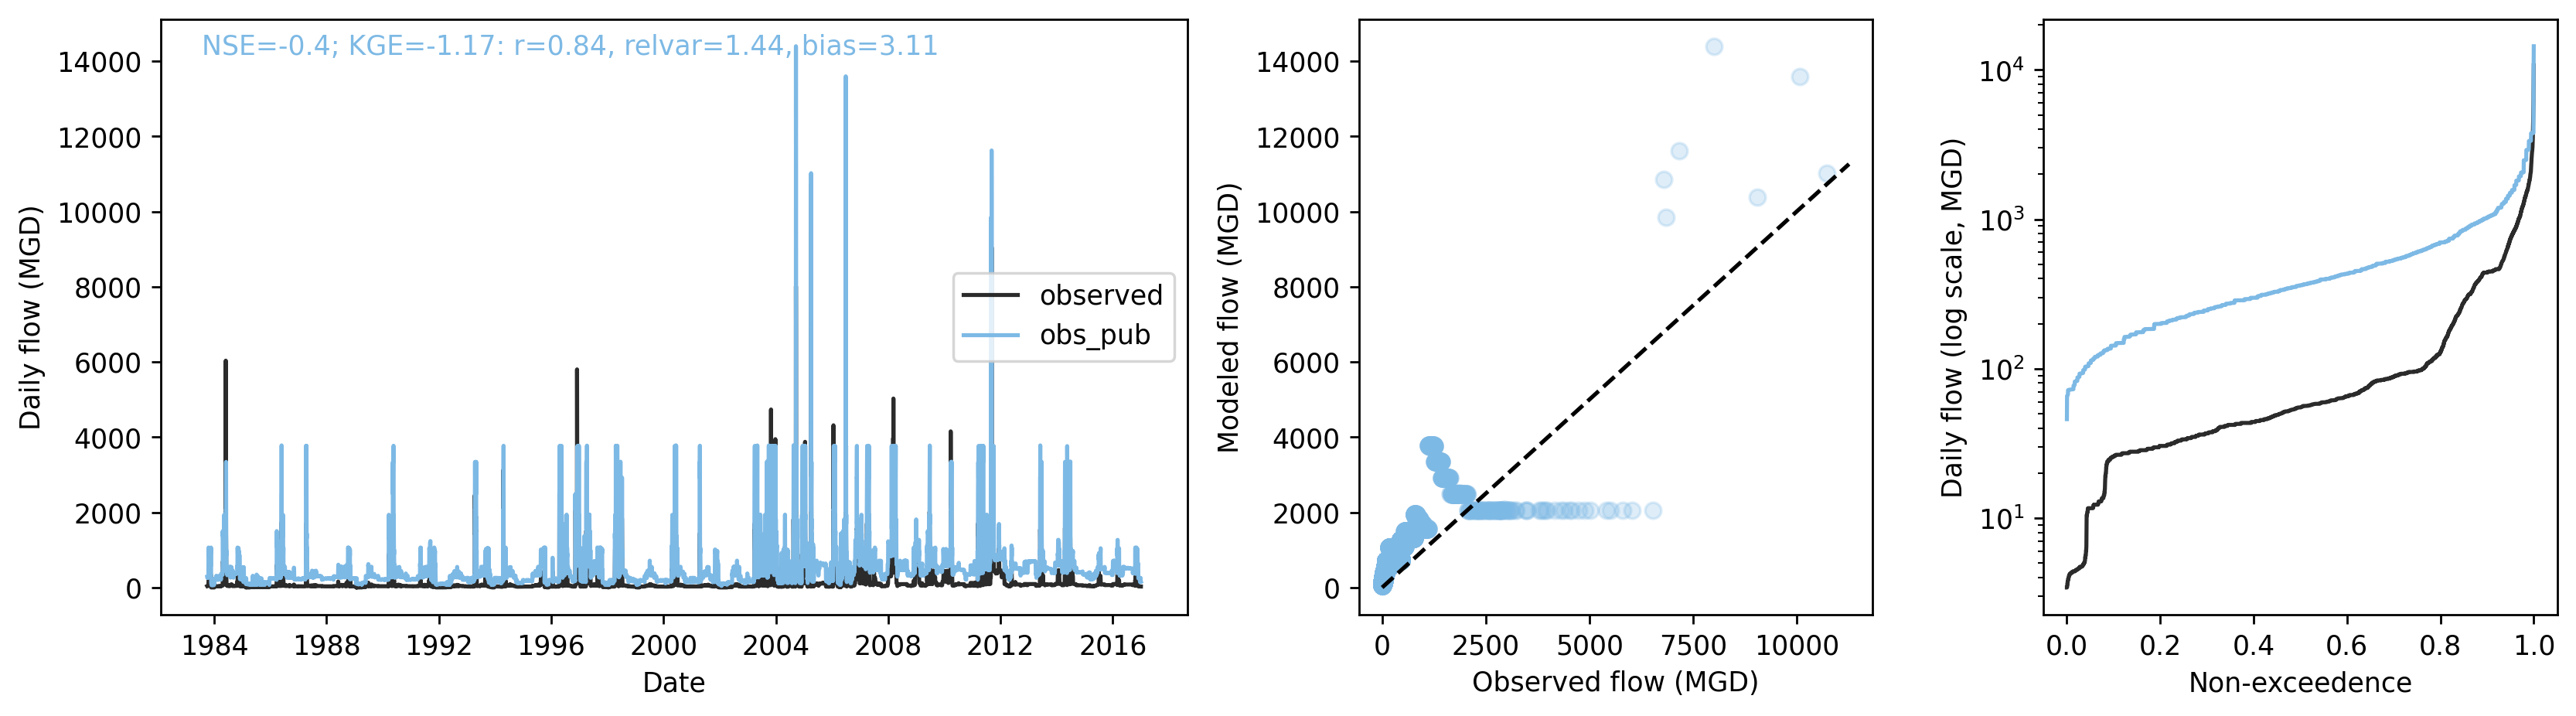 Daily flow (MGD)
14000
12000
10000
8000
6000
4000
2000
0
NSE=-0.4; KGE=-1.17: r=0.84, relvar=1.44, bias=3.11
observed
obs_pub
1984 1988 1992 1996 2000 2004 2008 2012 2016
Date
Modeled flow (MGD)
14000
12000
10000
8000
6000
4000
2000
0
0 2500 5000 7500 10000
Observed flow (MGD)
Daily flow (log scale, MGD)
10⁴
10³
10²
10¹
0.0 0.2 0.4 0.6 0.8 1.0
Non-exceedence